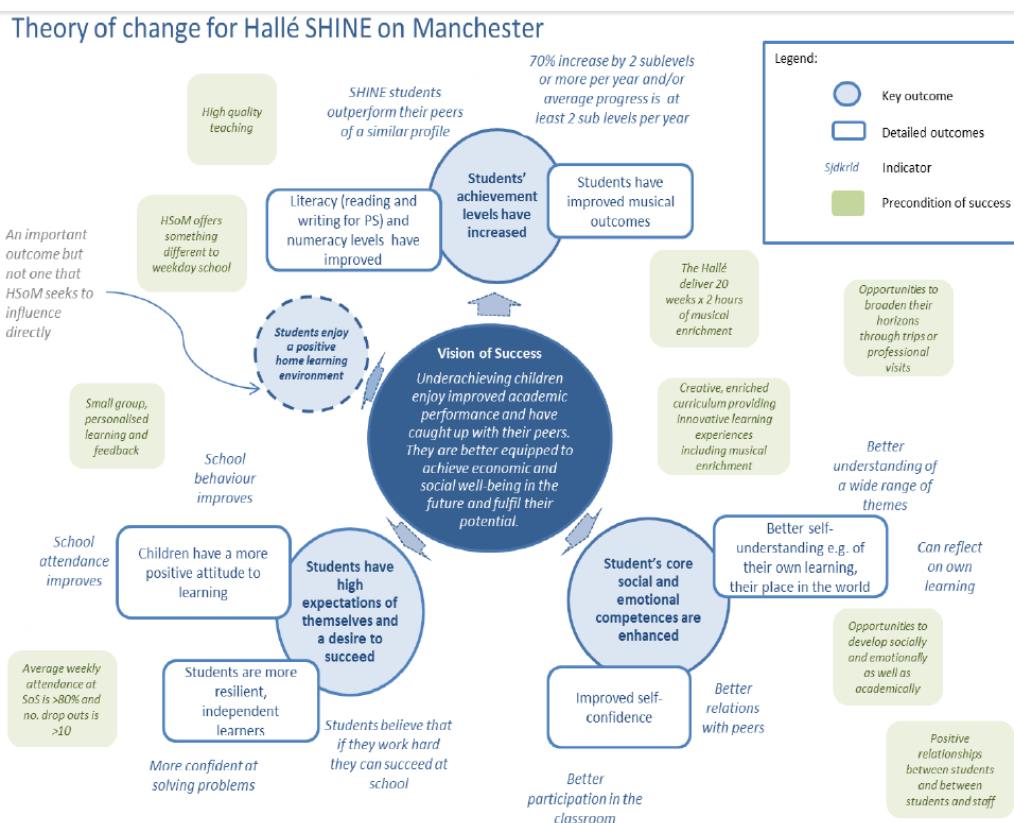 Theory of change for Hallé SHINE on Manchester
70% increase by 2 sublevels
or more per year and/or
average progress is at
least 2 sub levels per year
Legend:
Key outcome
Detailed outcomes
Sjdkrld
Indicator
Precondition of success
SHINE students
outperform their peers
of a similar profile
High quality
teaching
Students'
achievement
levels have
increased
Students have
improved musical
outcomes
Literacy (reading and
writing for PS) and
numeracy levels have
improved
HSoM offers
something
different to
weekday school
An important
outcome but
not one that
HSoM seeks to
influence
directly
The Hallé
deliver 20
weeks x 2 hours
of musical
enrichment
Opportunities to
broaden their
horizons
through trips or
professional
visits
Students enjoy
a positive
home learning
environment
Vision of Success
Underachieving children
enjoy improved academic
performance and have
caught up with their peers.
They are better equipped to
achieve economic and
social well-being in the
future and fulfil their
potential.
Creative, enriched
curriculum providing
innovative learning
experiences
including musical
enrichment
Small group,
personalised
learning and
feedback
School
behaviour
improves
Better
understanding of
a wide range of
themes
School
attendance
improves
Children have a more
positive attitude to
learning
Students have
high
expectations of
themselves and
a desire to
succeed
Student's core
social and
emotional
competences are
enhanced
Better self-
understanding e.g. of
their own learning,
their place in the world
Can reflect
on own
learning
Opportunities to
develop socially
and emotionally
as well as
academically
Average weekly
attendance at
SoS is >80% and
no. drop outs is
>10
Students are more
resilient,
independent
learners
Students believe that
if they work hard
they can succeed at
school
More confident at
solving problems
Improved self-
confidence
Better
relations
with peers
Better
participation in the
classroom
Positive
relationships
between students
and between
students and staff